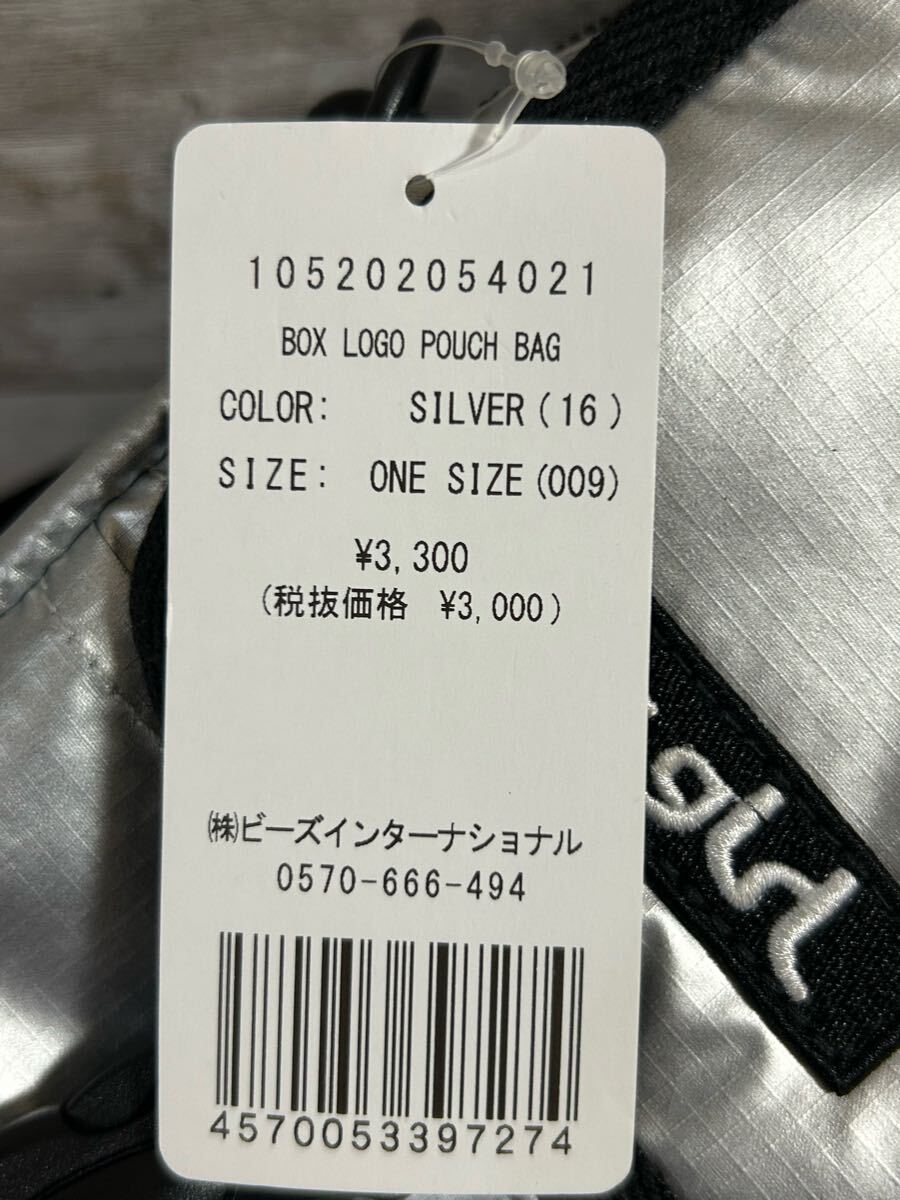 105202054021
BOX LOGO POUCH BAG
COLOR: SILVER(16)
SIZE: ONE SIZE(009)
¥3,300
(税抜価格 ¥3,000)
㈱ビーズインターナショナル
0570-666-494
4570053397274